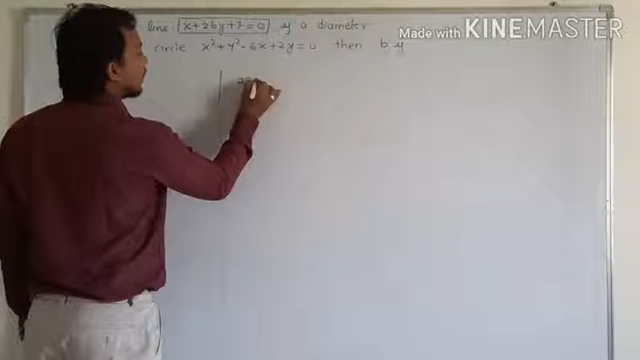 line x + 2by + 7 = 0 is a diameter
circle x² + y² - 6x + 2y = 0 then b is
Made with KINEMASTER